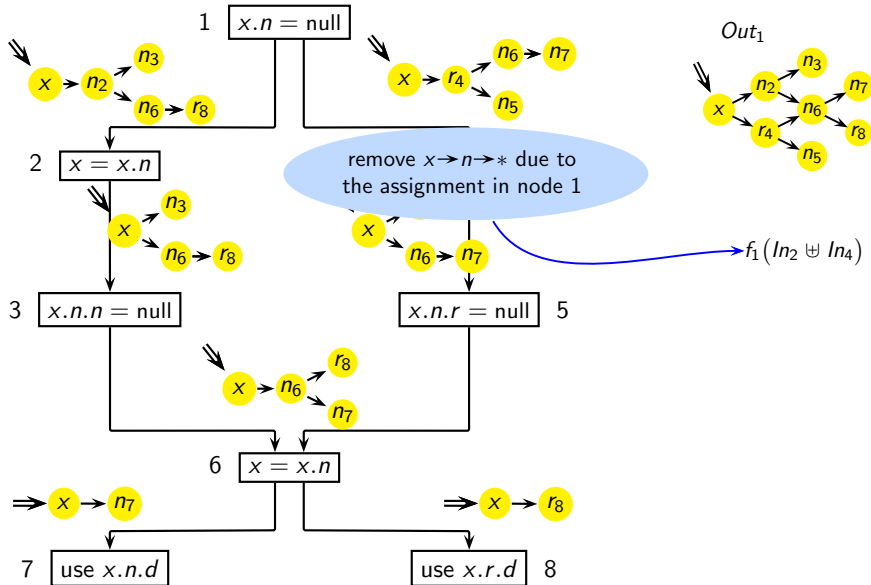 1
x.n = null
Out₁
x n₂ n₃ n₆ r₈
x r₄ n₆ n₇ n₅
x n₂ n₃ r₄ n₆ n₇ n₅ r₈
2
x = x.n
remove x→n→* due to
the assignment in node 1
x n₃ n₆ r₈
x n₆ n₇
f₁(In₂ ⊎ In₄)
3
x.n.n = null
x.n.r = null
5
x n₆ r₈ n₇
6
x = x.n
x n₇
x r₈
7
use x.n.d
use x.r.d
8